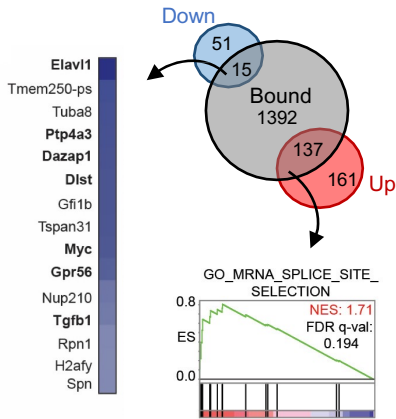 Down
51
15
Bound
1392
137
161
Up
Elavl1
Tmem250-ps
Tuba8
Ptp4a3
Dazap1
Dlst
Gfi1b
Tspan31
Myc
Gpr56
Nup210
Tgfb1
Rpn1
H2afy
Spn
GO_MRNA_SPLICE_SITE_
SELECTION
0.8
ES
0.0
NES: 1.71
FDR q-val:
0.194